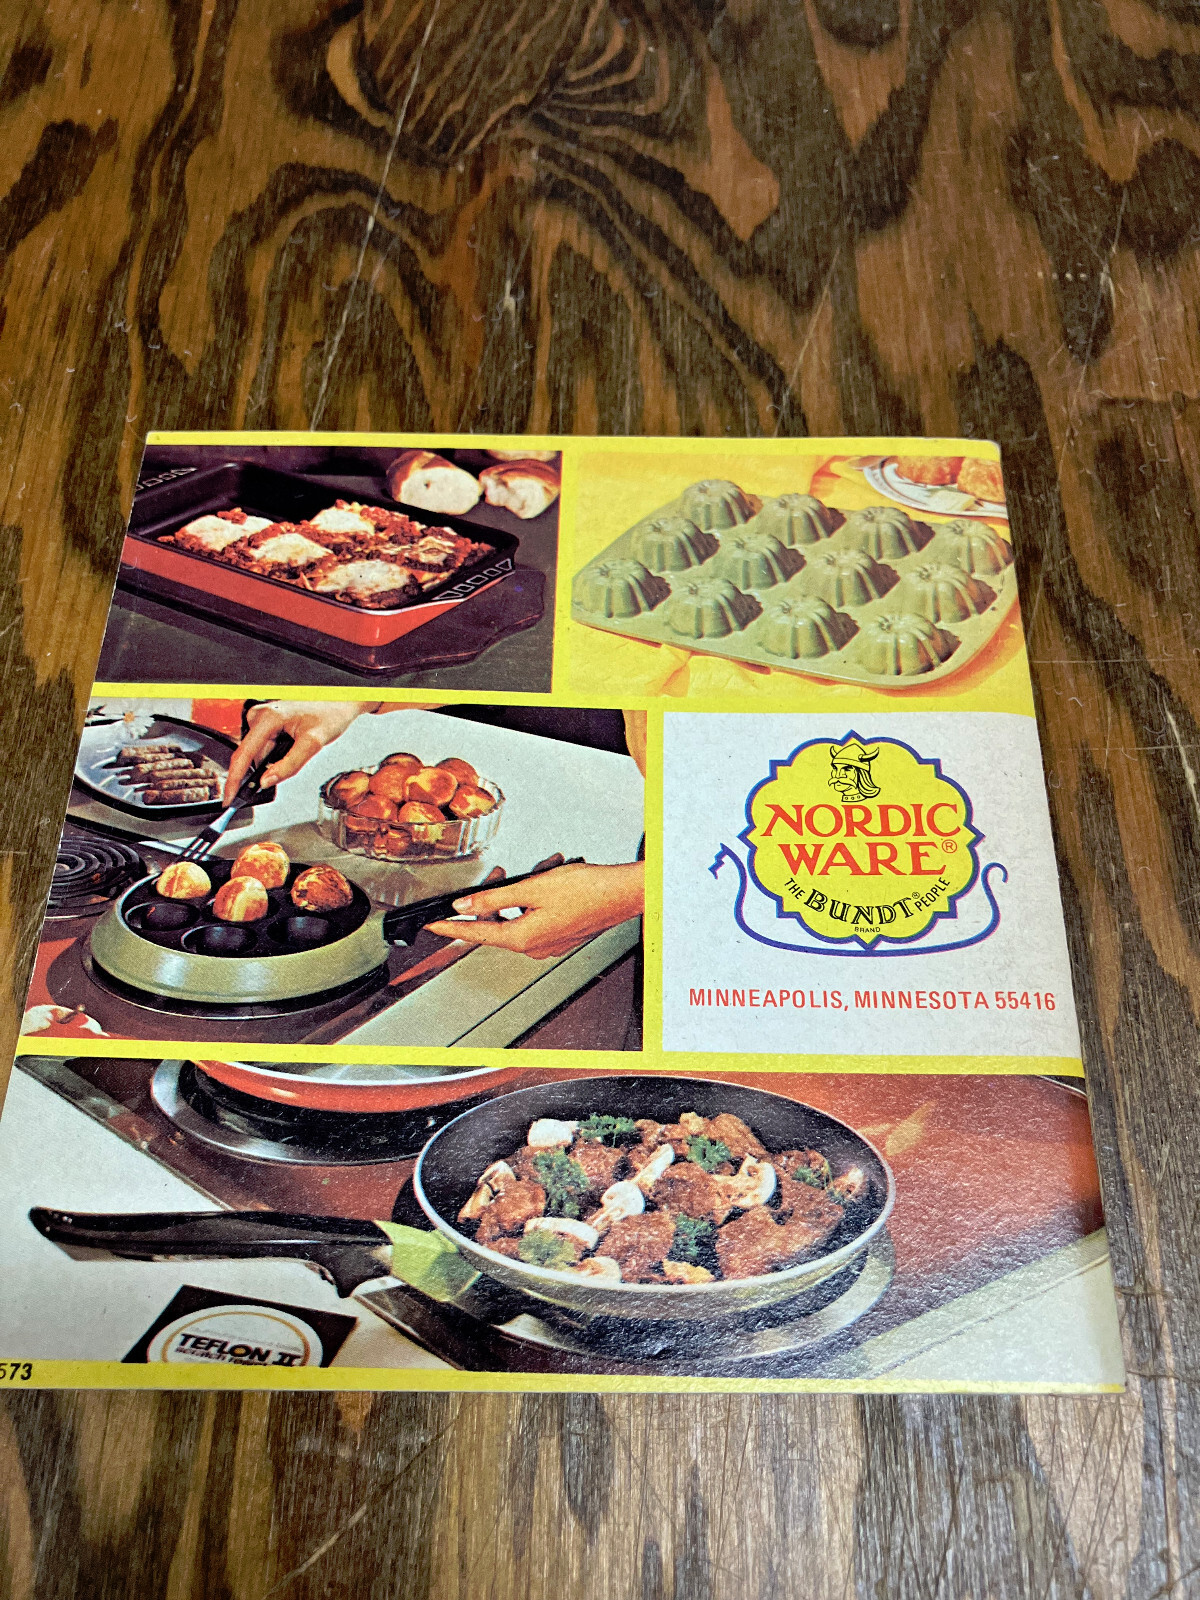 NORDIC
WARE®
THE BUNDT® PEOPLE
BRAND
MINNEAPOLIS, MINNESOTA 55416
TEFLON II
573